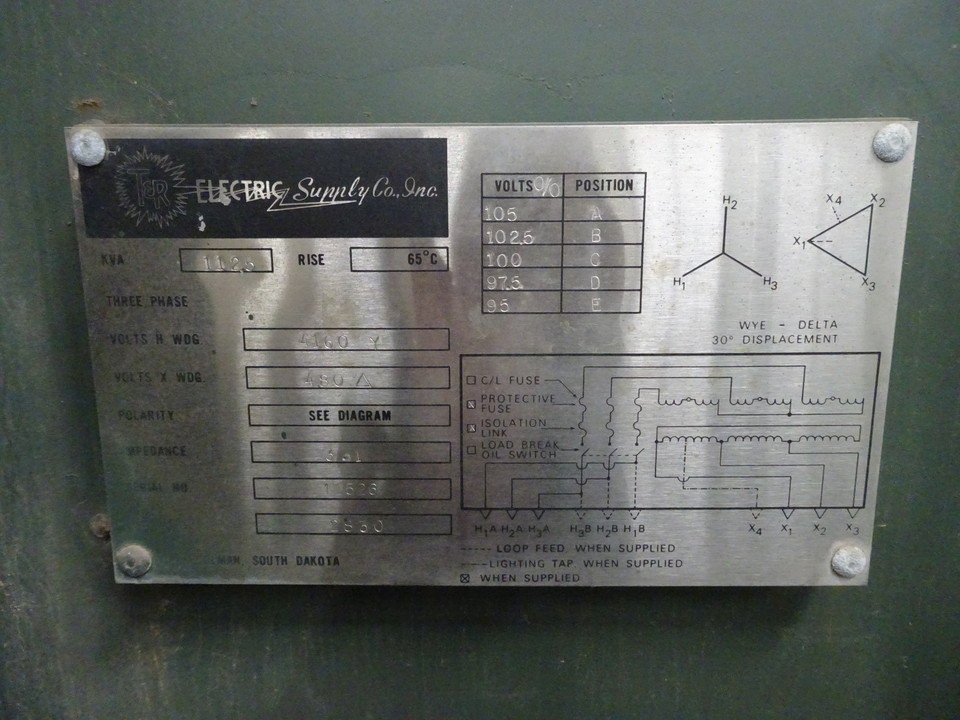 T&R ELECTRIC Supply Co., Inc.
KVA 112.5 RISE 65°C
THREE PHASE
VOLTS H. WDG. 4160 Y
VOLTS X. WDG. 480 Δ
POLARITY SEE DIAGRAM
IMPEDANCE
SERIAL NO.
SOUTH DAKOTA
VOLTS % POSITION
105 A
102.5 B
100 C
97.5 D
95 E
H2
H1 H3
X4 X2
X1
X3
WYE - DELTA
30° DISPLACEMENT
C/L FUSE
☒ PROTECTIVE
FUSE
☒ ISOLATION
LINK
LOAD BREAK
OIL SWITCH
H1A H2A H3A H3B H2B H1B X4 X1 X2 X3
LOOP FEED WHEN SUPPLIED
LIGHTING TAP WHEN SUPPLIED
☒ WHEN SUPPLIED